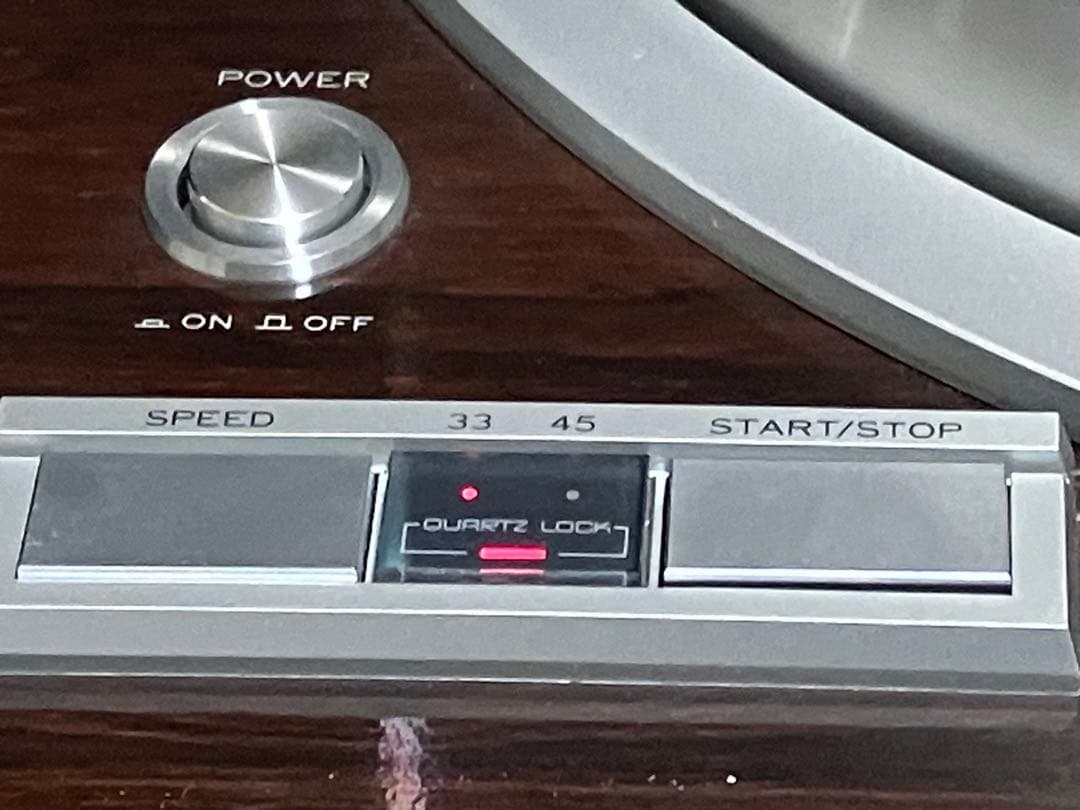 POWER
ON OFF
SPEED 33 45 START/STOP
QUARTZ LOCK